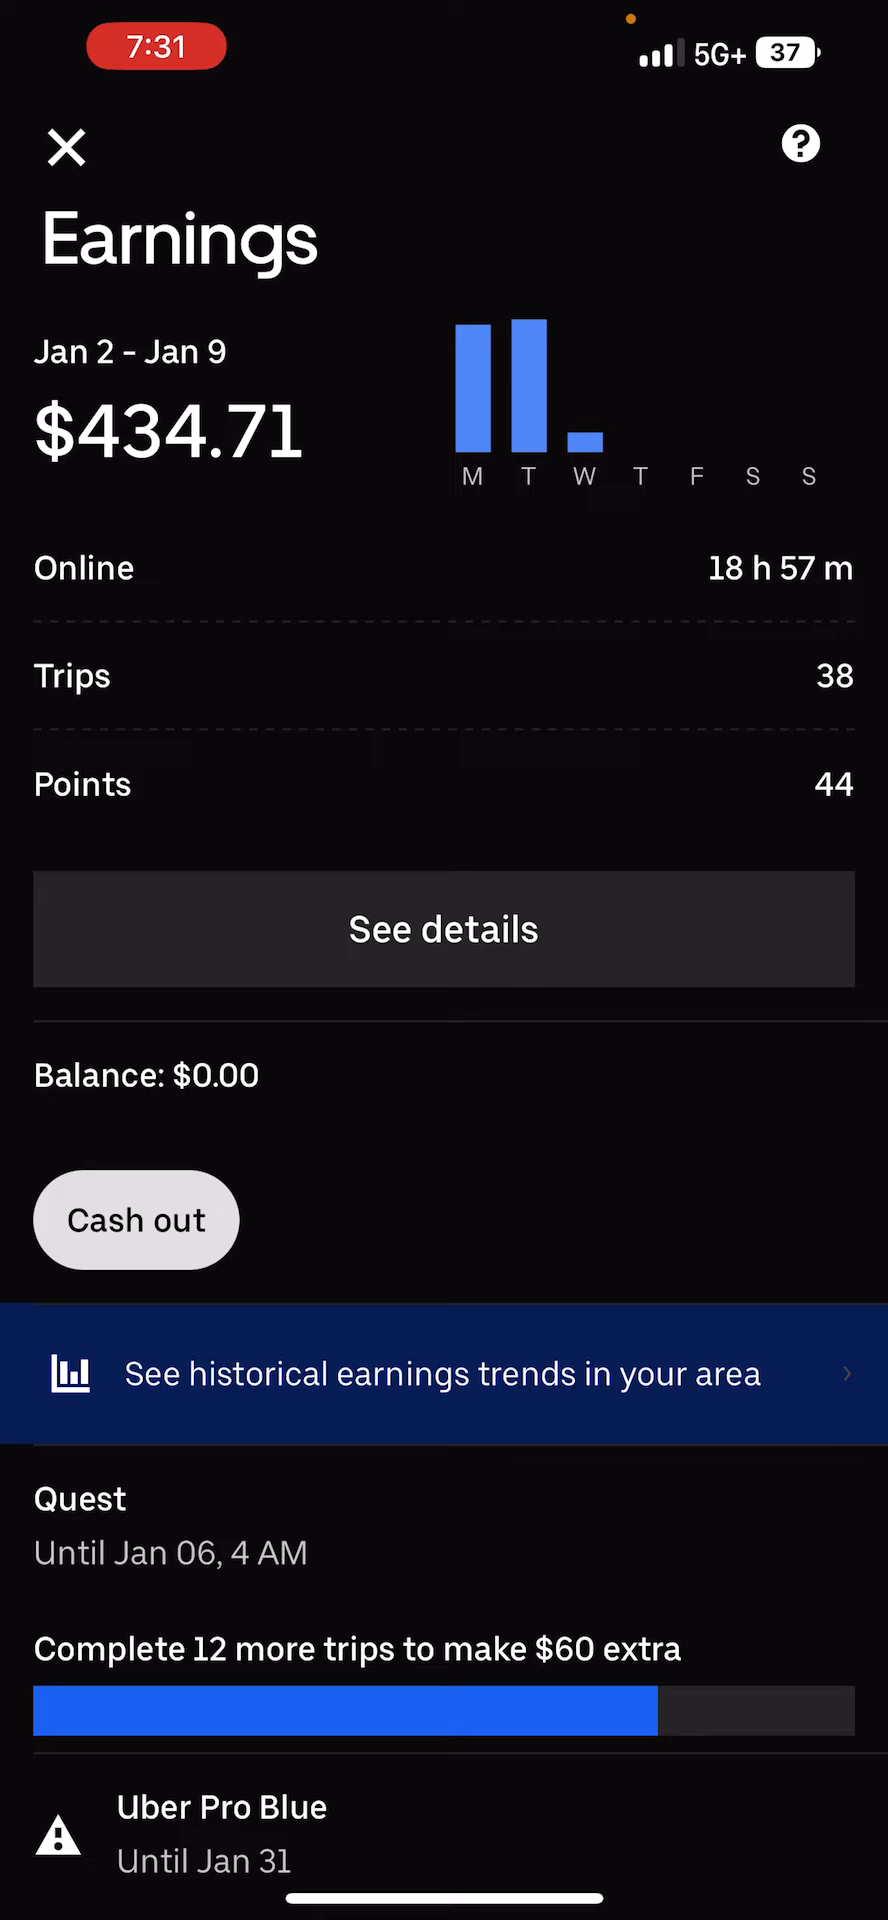 7:31
5G+ 37
Earnings
Jan 2 - Jan 9
$434.71
M T W T F S S
Online 18 h 57 m
Trips 38
Points 44
See details
Balance: $0.00
Cash out
See historical earnings trends in your area
Quest
Until Jan 06, 4 AM
Complete 12 more trips to make $60 extra
Uber Pro Blue
Until Jan 31